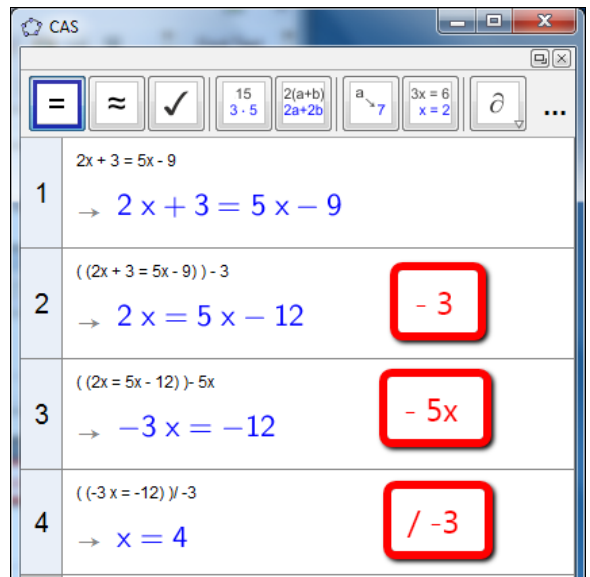 CAS
= ≈ ✓ 15 2(a+b) a 3x = 6 ∂ ...
3 · 5 2a+2b 7 x = 2
1
2x + 3 = 5x - 9
→ 2 x + 3 = 5 x − 9
2
( (2x + 3 = 5x - 9) ) - 3
→ 2 x = 5 x − 12
- 3
3
( (2x = 5x - 12) )- 5x
→ −3 x = −12
- 5x
4
( (-3 x = -12) )/ -3
→ x = 4
/ -3